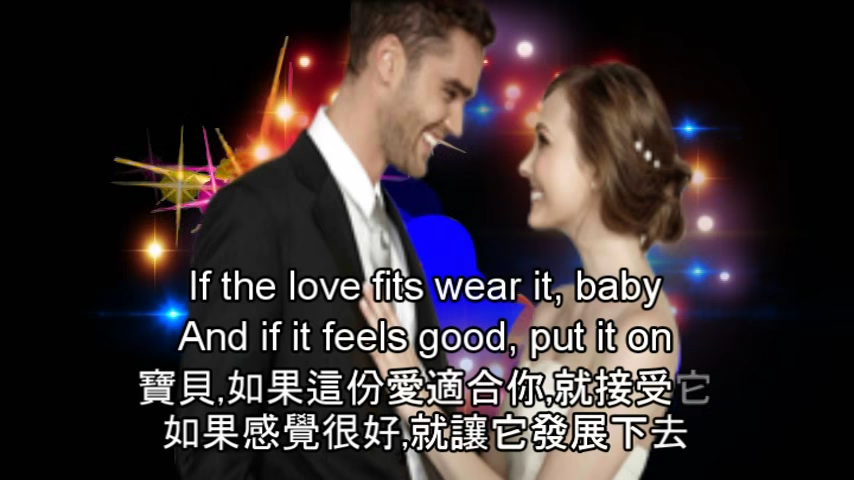 If the love fits wear it, baby
And if it feels good, put it on
寶貝,如果這份愛適合你,就接受它
如果感覺很好,就讓它發展下去